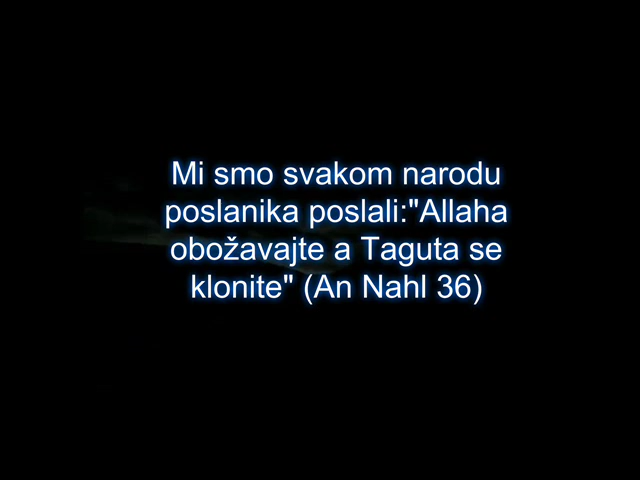 Mi smo svakom narodu
poslanika poslali:"Allaha
obožavajte a Taguta se
klonite" (An Nahl 36)